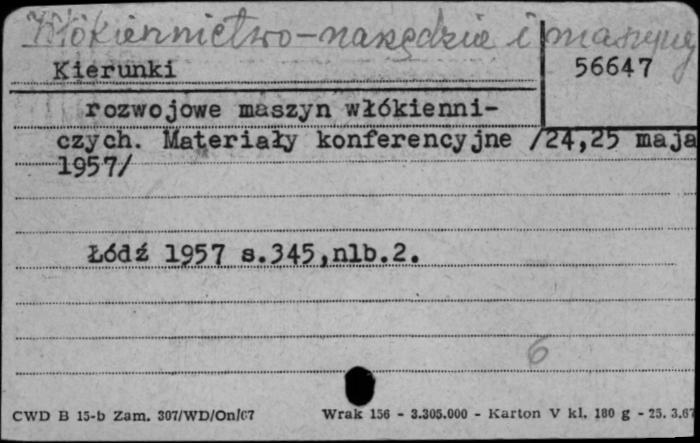 Włókiennictwo-narzędzia i maszyny
Kierunki
56647
rozwojowe maszyn włókienni-
czych. Materiały konferencyjne /24,25 maja
1957/
Łódź 1957 s.345,nlb.2.
6
CWD B 15-b Zam. 307/WD/On/67 Wrak 156 - 3.305.000 - Karton V kl. 180 g - 25. 3.67